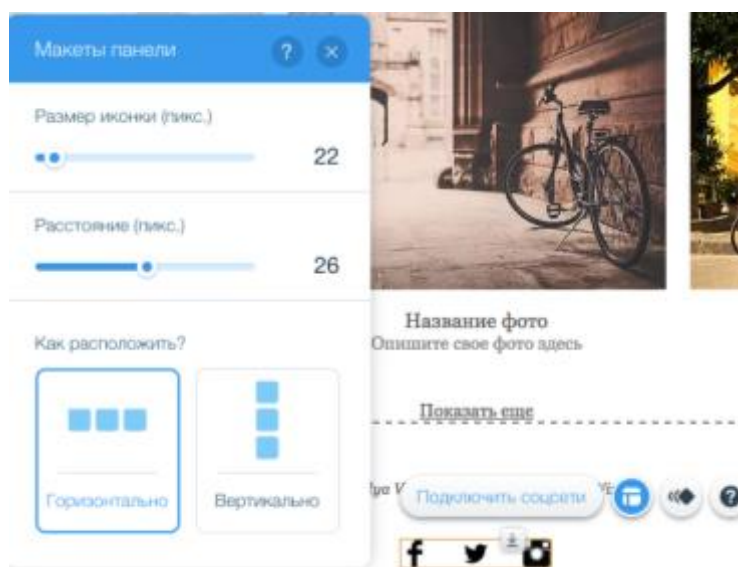 Макеты панели ? ×
Размер иконки (пикс.)
22
Расстояние (пикс.)
26
Как расположить?
Горизонтально
Вертикально
Название фото
Опишите свое фото здесь
Показать еще
Подключить соцсети
?